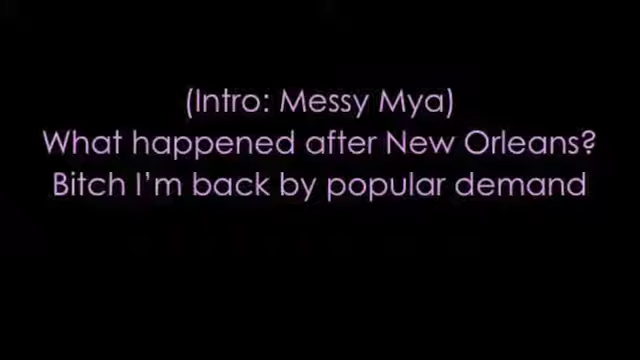 (Intro: Messy Mya)
What happened after New Orleans?
Bitch I’m back by popular demand